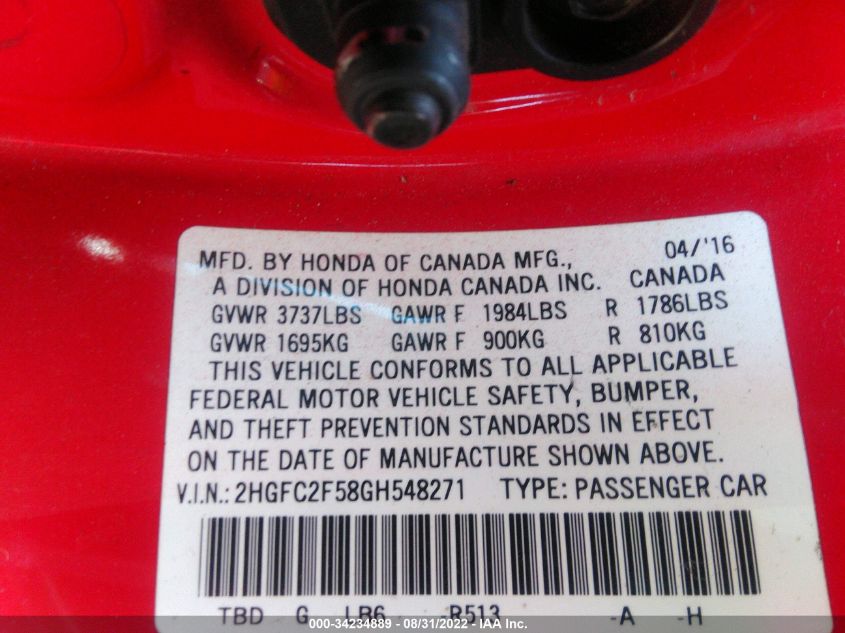 MFD. BY HONDA OF CANADA MFG., 04/'16
A DIVISION OF HONDA CANADA INC. CANADA
GVWR 3737LBS GAWR F 1984LBS R 1786LBS
GVWR 1695KG GAWR F 900KG R 810KG
THIS VEHICLE CONFORMS TO ALL APPLICABLE
FEDERAL MOTOR VEHICLE SAFETY, BUMPER,
AND THEFT PREVENTION STANDARDS IN EFFECT
ON THE DATE OF MANUFACTURE SHOWN ABOVE.
V.I.N.: 2HGFC2F58GH548271 TYPE: PASSENGER CAR
TBD G LB6 R513 -A -H
000-34234889 - 08/31/2022 - IAA Inc.